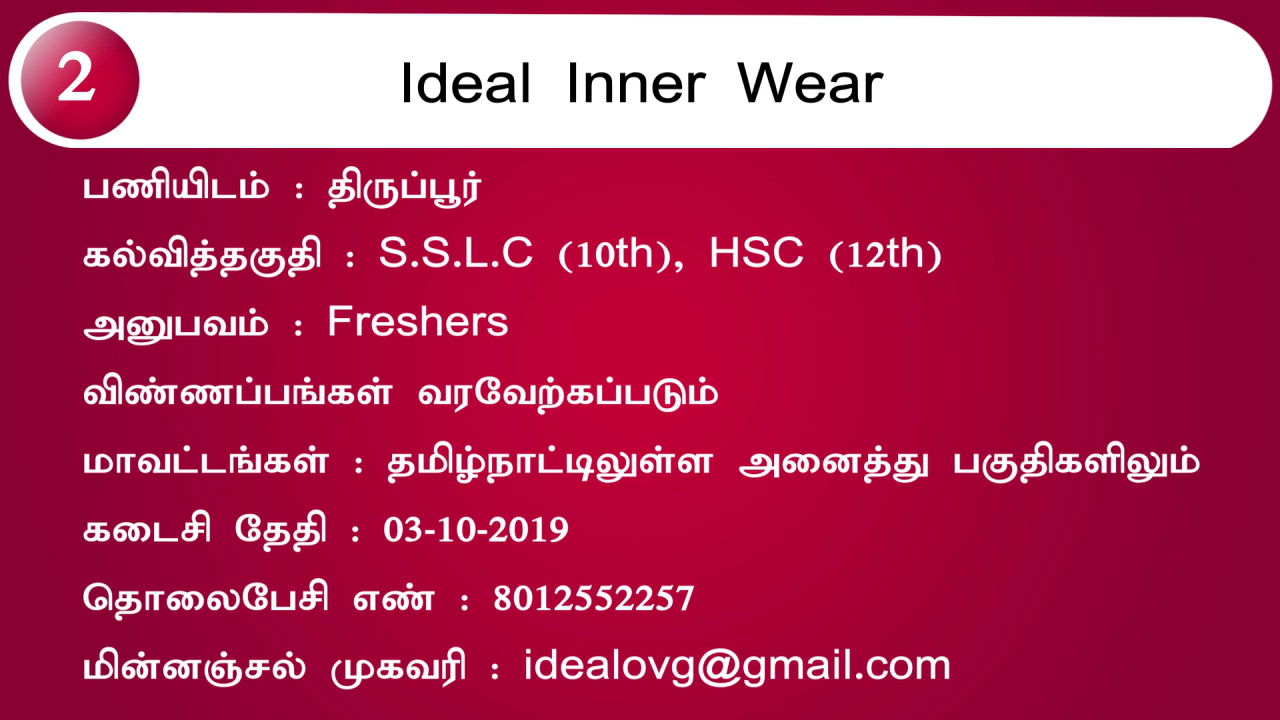 2
Ideal Inner Wear
பணியிடம் : திருப்பூர்
கல்வித்தகுதி : S.S.L.C (10th), HSC (12th)
அனுபவம் : Freshers
விண்ணப்பங்கள் வரவேற்கப்படும்
மாவட்டங்கள் : தமிழ்நாட்டிலுள்ள அனைத்து பகுதிகளிலும்
கடைசி தேதி : 03-10-2019
தொலைபேசி எண் : 8012552257
மின்னஞ்சல் முகவரி : idealovg@gmail.com